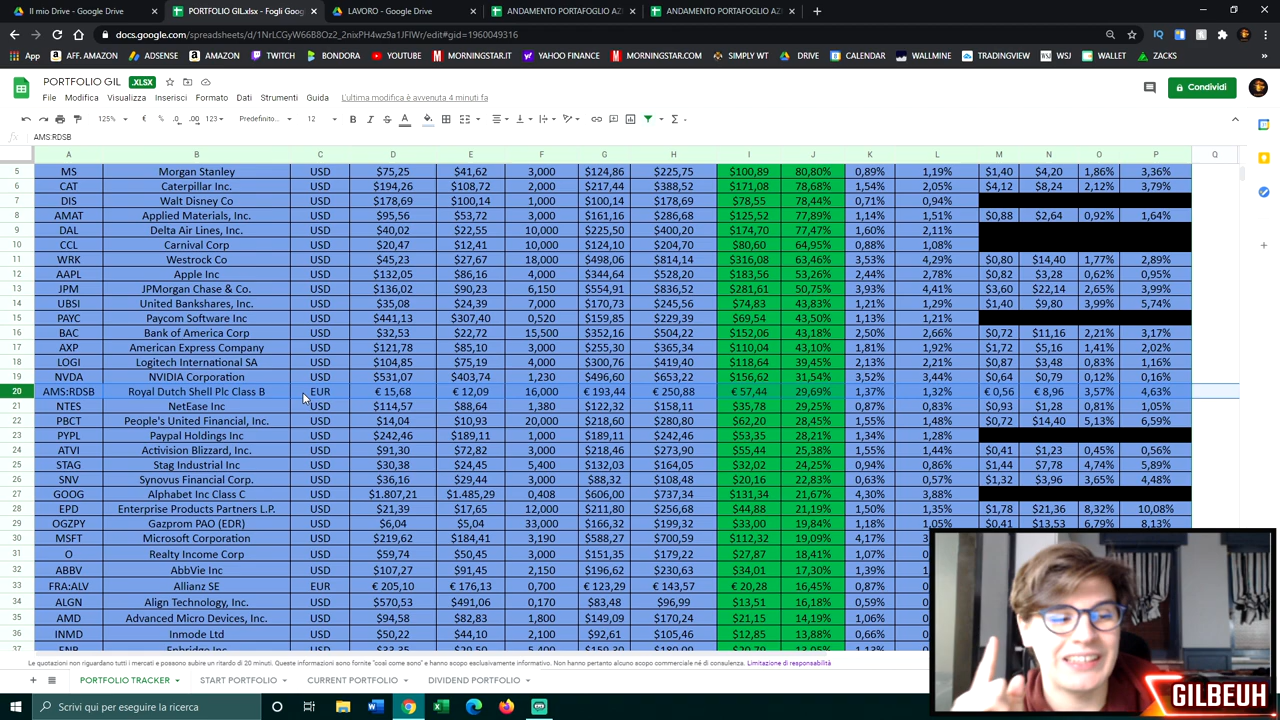 Il mio Drive - Google Drive × PORTFOLIO GIL.xlsx - Fogli Goog × LAVORO - Google Drive × ANDAMENTO PORTAFOGLIO AZI × ANDAMENTO PORTAFOGLIO AZI × +
docs.google.com/spreadsheets/d/1NrLCGyW66B8Oz2_2nixPH4wz9a1JFIWr/edit#gid=1960049316
App AFF. AMAZON ADSENSE AMAZON TWITCH BONDORA YOUTUBE MORNINGSTAR.IT YAHOO FINANCE MORNINGSTAR.COM SIMPLY WT DRIVE CALENDAR WALLMINE TRADINGVIEW WSJ WALLET ZACKS
PORTFOLIO GIL .XLSX
Condividi
File Modifica Visualizza Inserisci Formato Dati Strumenti Guida L'ultima modifica è avvenuta 4 minuti fa
125% € % .0 .00 123 Predefinito... 12 B I S A
fx AMS:RDSB
A B C D E F G H I J K L M N O P Q
5 MS Morgan Stanley USD $75,25 $41,62 3,000 $124,86 $225,75 $100,89 80,80% 0,89% 1,19% $1,40 $4,20 1,86% 3,36%
6 CAT Caterpillar Inc. USD $194,26 $108,72 2,000 $217,44 $388,52 $171,08 78,68% 1,54% 2,05% $4,12 $8,24 2,12% 3,79%
7 DIS Walt Disney Co USD $178,69 $100,14 1,000 $100,14 $178,69 $78,55 78,44% 0,71% 0,94%
8 AMAT Applied Materials, Inc. USD $95,56 $53,72 3,000 $161,16 $286,68 $125,52 77,89% 1,14% 1,51% $0,88 $2,64 0,92% 1,64%
9 DAL Delta Air Lines, Inc. USD $40,02 $22,55 10,000 $225,50 $400,20 $174,70 77,47% 1,60% 2,11%
10 CCL Carnival Corp USD $20,47 $12,41 10,000 $124,10 $204,70 $80,60 64,95% 0,88% 1,08%
11 WRK Westrock Co USD $45,23 $27,67 18,000 $498,06 $814,14 $316,08 63,46% 3,53% 4,29% $0,80 $14,40 1,77% 2,89%
12 AAPL Apple Inc USD $132,05 $86,16 4,000 $344,64 $528,20 $183,56 53,26% 2,44% 2,78% $0,82 $3,28 0,62% 0,95%
13 JPM JPMorgan Chase & Co. USD $136,02 $90,23 6,150 $554,91 $836,52 $281,61 50,75% 3,93% 4,41% $3,60 $22,14 2,65% 3,99%
14 UBSI United Bankshares, Inc. USD $35,08 $24,39 7,000 $170,73 $245,56 $74,83 43,83% 1,21% 1,29% $1,40 $9,80 3,99% 5,74%
15 PAYC Paycom Software Inc USD $441,13 $307,40 0,520 $159,85 $229,39 $69,54 43,50% 1,13% 1,21%
16 BAC Bank of America Corp USD $32,53 $22,72 15,500 $352,16 $504,22 $152,06 43,18% 2,50% 2,66% $0,72 $11,16 2,21% 3,17%
17 AXP American Express Company USD $121,78 $85,10 3,000 $255,30 $365,34 $110,04 43,10% 1,81% 1,92% $1,72 $5,16 1,41% 2,02%
18 LOGI Logitech International SA USD $104,85 $75,19 4,000 $300,76 $419,40 $118,64 39,45% 2,13% 2,21% $0,87 $3,48 0,83% 1,16%
19 NVDA NVIDIA Corporation USD $531,07 $403,74 1,230 $496,60 $653,22 $156,62 31,54% 3,52% 3,44% $0,64 $0,79 0,12% 0,16%
20 AMS:RDSB Royal Dutch Shell Plc Class B EUR € 15,68 € 12,09 16,000 € 193,44 € 250,88 € 57,44 29,69% 1,37% 1,32% € 0,56 € 8,96 3,57% 4,63%
21 NTES NetEase Inc USD $114,57 $88,64 1,380 $122,32 $158,11 $35,78 29,25% 0,87% 0,83% $0,93 $1,28 0,81% 1,05%
22 PBCT People's United Financial, Inc. USD $14,04 $10,93 20,000 $218,60 $280,80 $62,20 28,45% 1,55% 1,48% $0,72 $14,40 5,13% 6,59%
23 PYPL Paypal Holdings Inc USD $242,46 $189,11 1,000 $189,11 $242,46 $53,35 28,21% 1,34% 1,28%
24 ATVI Activision Blizzard, Inc. USD $91,30 $72,82 3,000 $218,46 $273,90 $55,44 25,38% 1,55% 1,44% $0,41 $1,23 0,45% 0,56%
25 STAG Stag Industrial Inc USD $30,38 $24,45 5,400 $132,03 $164,05 $32,02 24,25% 0,94% 0,86% $1,44 $7,78 4,74% 5,89%
26 SNV Synovus Financial Corp. USD $36,16 $29,44 3,000 $88,32 $108,48 $20,16 22,83% 0,63% 0,57% $1,32 $3,96 3,65% 4,48%
27 GOOG Alphabet Inc Class C USD $1.807,21 $1.485,29 0,408 $606,00 $737,34 $131,34 21,67% 4,30% 3,88%
28 EPD Enterprise Products Partners L.P. USD $21,39 $17,65 12,000 $211,80 $256,68 $44,88 21,19% 1,50% 1,35% $1,78 $21,36 8,32% 10,08%
29 OGZPY Gazprom PAO (EDR) USD $6,04 $5,04 33,000 $166,32 $199,32 $33,00 19,84% 1,18% 1,05% $0,41 $13,53 6,79% 8,13%
30 MSFT Microsoft Corporation USD $219,62 $184,41 3,190 $588,27 $700,59 $112,32 19,09% 4,17%
31 O Realty Income Corp USD $59,74 $50,45 3,000 $151,35 $179,22 $27,87 18,41% 1,07%
32 ABBV AbbVie Inc USD $107,27 $91,45 2,150 $196,62 $230,63 $34,01 17,30% 1,39%
33 FRA:ALV Allianz SE EUR € 205,10 € 176,13 0,700 € 123,29 € 143,57 € 20,28 16,45% 0,87%
34 ALGN Align Technology, Inc. USD $570,53 $491,06 0,170 $83,48 $96,99 $13,51 16,18% 0,59%
35 AMD Advanced Micro Devices, Inc. USD $94,58 $82,83 1,800 $149,09 $170,24 $21,15 14,19% 1,06%
36 INMD Inmode Ltd USD $50,22 $44,10 2,100 $92,61 $105,46 $12,85 13,88% 0,66%
37
Le quotazioni non riguardano tutti i mercati e possono subire un ritardo di 20 minuti. Queste informazioni sono fornite "così come sono" e hanno scopo esclusivamente informativo. Non hanno pertanto alcuno scopo commerciale né di consulenza. Limitazione di responsabilità
+ PORTFOLIO TRACKER START PORTFOLIO CURRENT PORTFOLIO DIVIDEND PORTFOLIO
GILBEUH
Scrivi qui per eseguire la ricerca